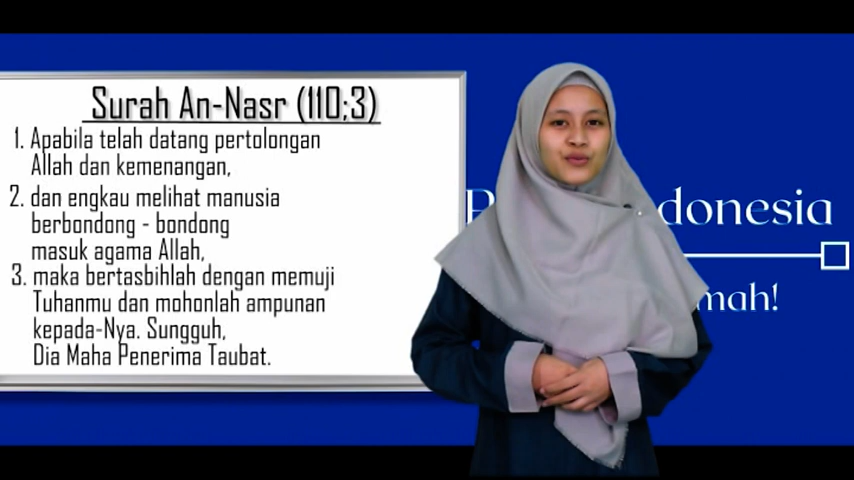 Surah An-Nasr (110;3)
1. Apabila telah datang pertolongan
Allah dan kemenangan,
2. dan engkau melihat manusia
berbondong - bondong
masuk agama Allah,
3. maka bertasbihlah dengan memuji
Tuhanmu dan mohonlah ampunan
kepada-Nya. Sungguh,
Dia Maha Penerima Taubat.